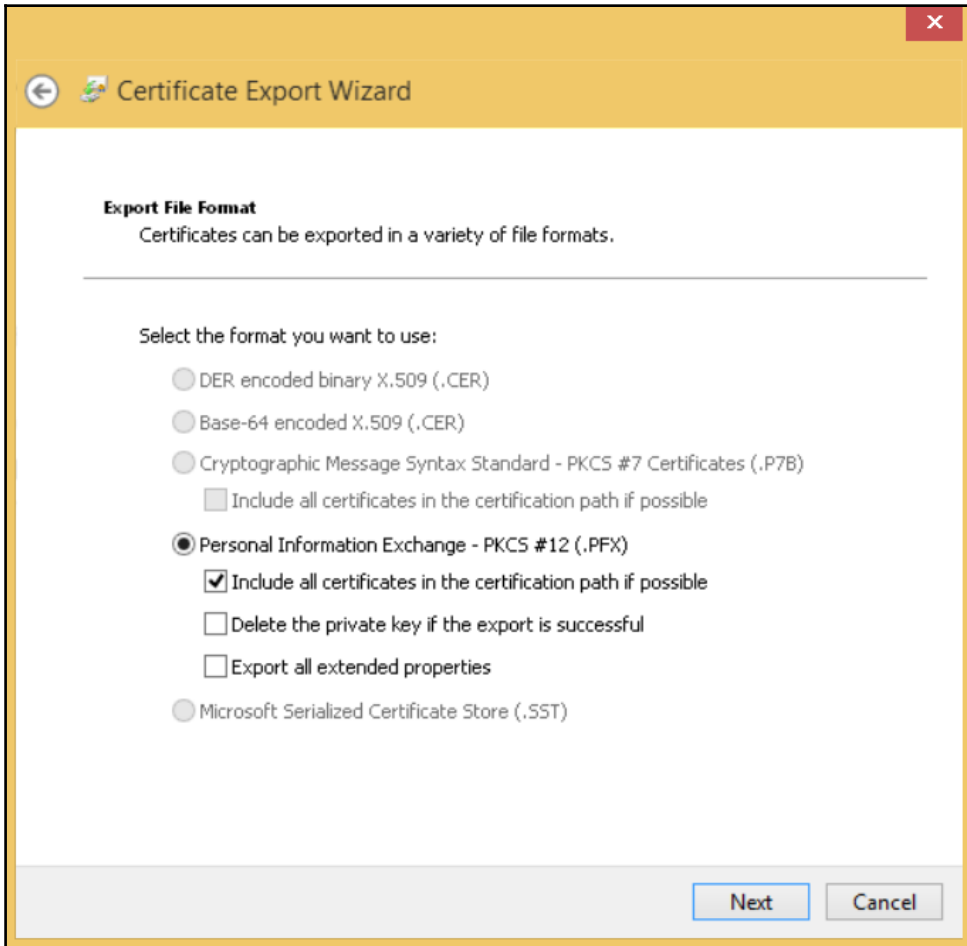 Certificate Export Wizard
Export File Format
Certificates can be exported in a variety of file formats.
Select the format you want to use:
DER encoded binary X.509 (.CER)
Base-64 encoded X.509 (.CER)
Cryptographic Message Syntax Standard - PKCS #7 Certificates (.P7B)
Include all certificates in the certification path if possible
Personal Information Exchange - PKCS #12 (.PFX)
Include all certificates in the certification path if possible
Delete the private key if the export is successful
Export all extended properties
Microsoft Serialized Certificate Store (.SST)
Next Cancel